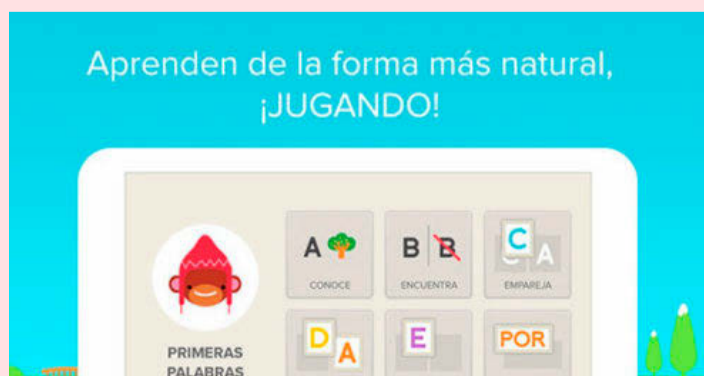 Aprenden de la forma más natural,
¡JUGANDO!
A
B B
C
A
CONOCE
ENCUENTRA
EMPAREJA
D
A
E
POR
PRIMERAS
PALABRAS